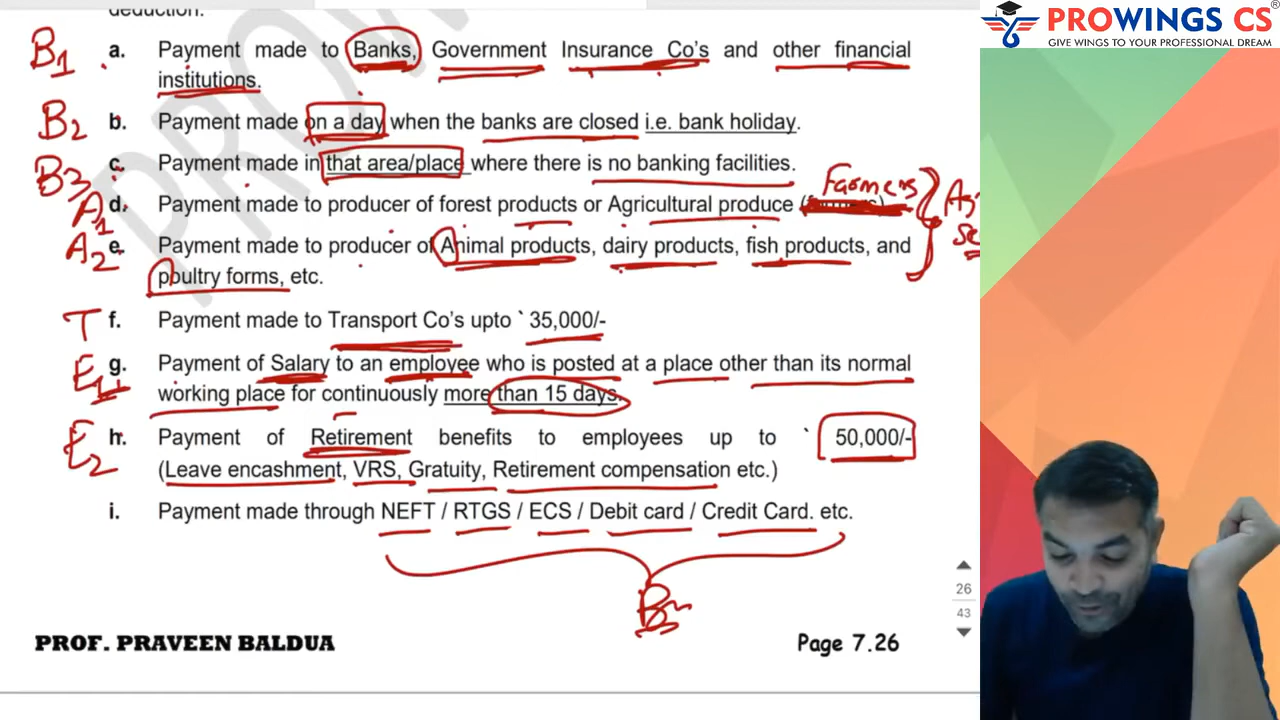 deduction.
PROWINGS CS®
GIVE WINGS TO YOUR PROFESSIONAL DREAM
B1 a. Payment made to Banks, Government Insurance Co's and other financial
institutions.
B2 b. Payment made on a day when the banks are closed i.e. bank holiday.
B3 c. Payment made in that area/place where there is no banking facilities.
Farmers
A1 d. Payment made to producer of forest products or Agricultural produce
A2 e. Payment made to producer of Animal products, dairy products, fish products, and
poultry forms, etc.
T f. Payment made to Transport Co's upto ` 35,000/-
E1 g. Payment of Salary to an employee who is posted at a place other than its normal
working place for continuously more than 15 days.
E2 h. Payment of Retirement benefits to employees up to ` 50,000/-
(Leave encashment, VRS, Gratuity, Retirement compensation etc.)
i. Payment made through NEFT / RTGS / ECS / Debit card / Credit Card. etc.
26
43
PROF. PRAVEEN BALDUA Page 7.26